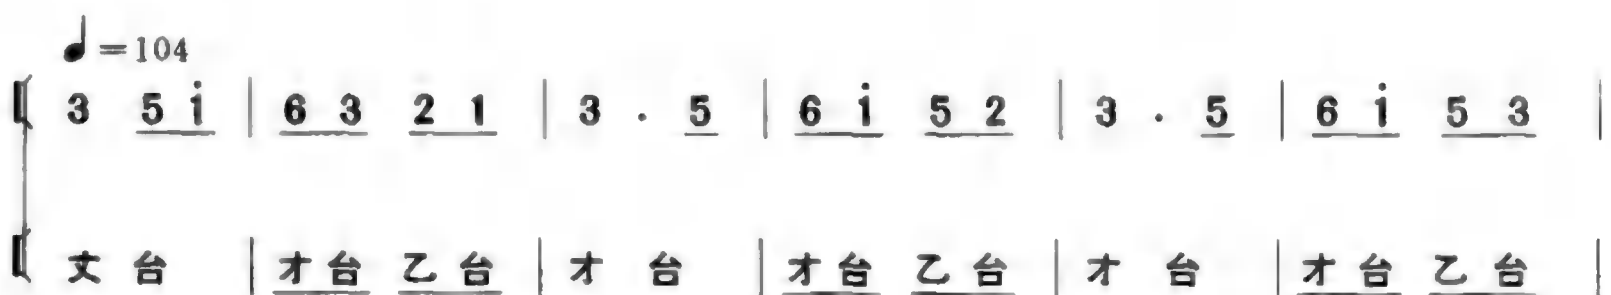 ♩=104
3 5 i̇ | 6 3 2 1 | 3 . 5 | 6 i̇ 5 2 | 3 . 5 | 6 i̇ 5 3 |
丈 台 | 才 台 乙 台 | 才 台 | 才 台 乙 台 | 才 台 | 才 台 乙 台 |